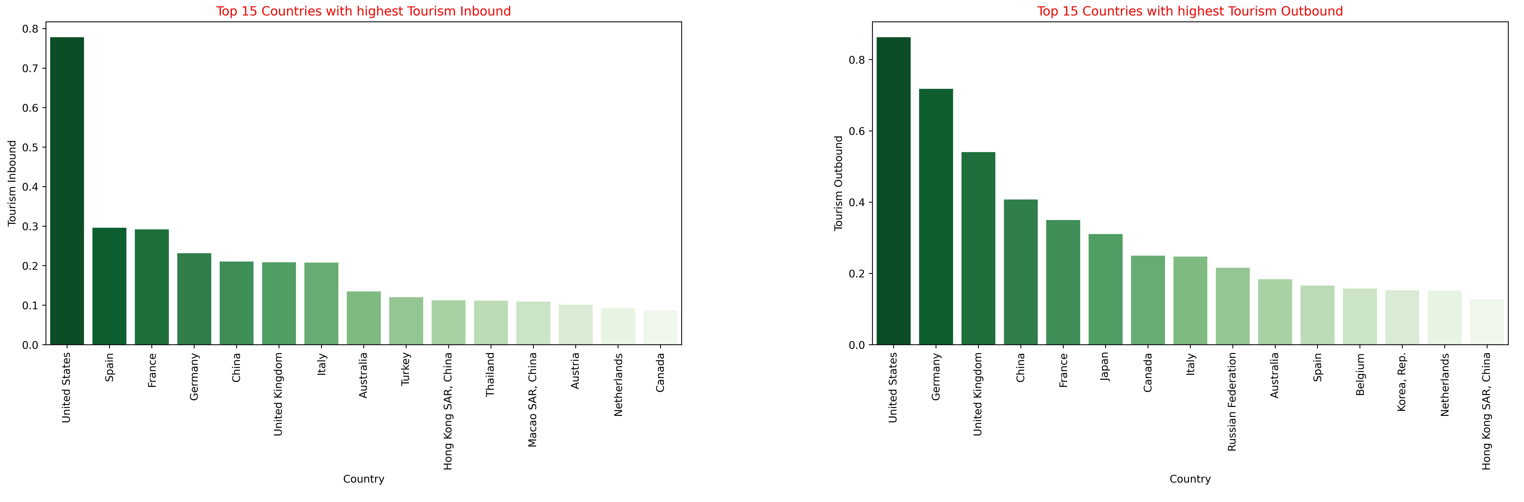 Top 15 Countries with highest Tourism Inbound
Tourism Inbound
0.8
0.7
0.6
0.5
0.4
0.3
0.2
0.1
0.0
United States
Spain
France
Germany
China
United Kingdom
Italy
Australia
Turkey
Hong Kong SAR, China
Thailand
Macao SAR, China
Austria
Netherlands
Canada
Country
Top 15 Countries with highest Tourism Outbound
Tourism Outbound
0.8
0.6
0.4
0.2
0.0
United States
Germany
United Kingdom
China
France
Japan
Canada
Italy
Russian Federation
Australia
Spain
Belgium
Korea, Rep.
Netherlands
Hong Kong SAR, China
Country